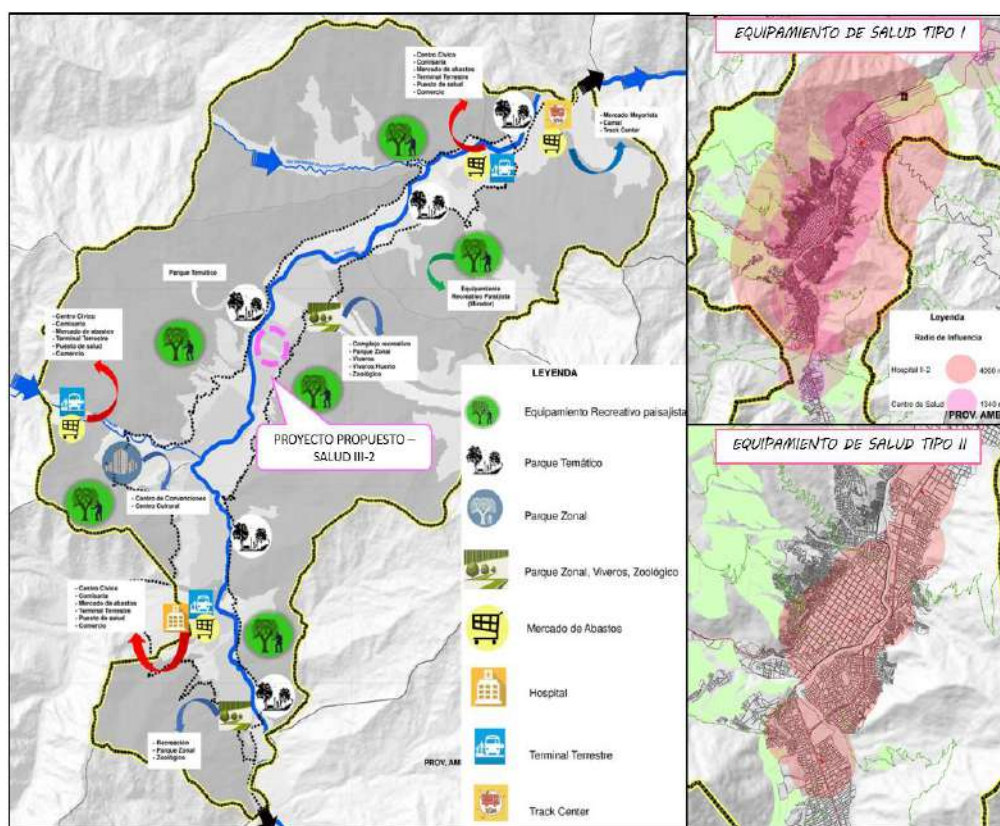 - Centro Cívico
- Comisaría
- Mercado de abastos
- Terminal Terrestre
- Puesto de salud
- Comercio
- Mercado Mayorista
- Camal
- Track Center
Parque Temático
Equipamiento
Recreativo Paisajista
(Mirador)
- Centro Cívico
- Comisaría
- Mercado de abastos
- Terminal Terrestre
- Puesto de salud
- Comercio
- Complejo recreativo
- Parque Zonal
- Viveros
- Viveros Huerto
- Zoológico
PROYECTO PROPUESTO –
SALUD III-2
- Centro de Convenciones
- Centro Cultural
- Centro Cívico
- Comisaría
- Mercado de abastos
- Terminal Terrestre
- Puesto de salud
- Comercio
- Recreación
- Parque Zonal
- Zoológico
PROV. AM
LEYENDA
Equipamiento Recreativo paisajista
Parque Temático
Parque Zonal
Parque Zonal, Viveros, Zoológico
Mercado de Abastos
Hospital
Terminal Terrestre
Track Center
EQUIPAMIENTO DE SALUD TIPO I
Leyenda
Radio de Influencia
Hospital II-2
Centro de Salud
PROV. AMB
EQUIPAMIENTO DE SALUD TIPO II